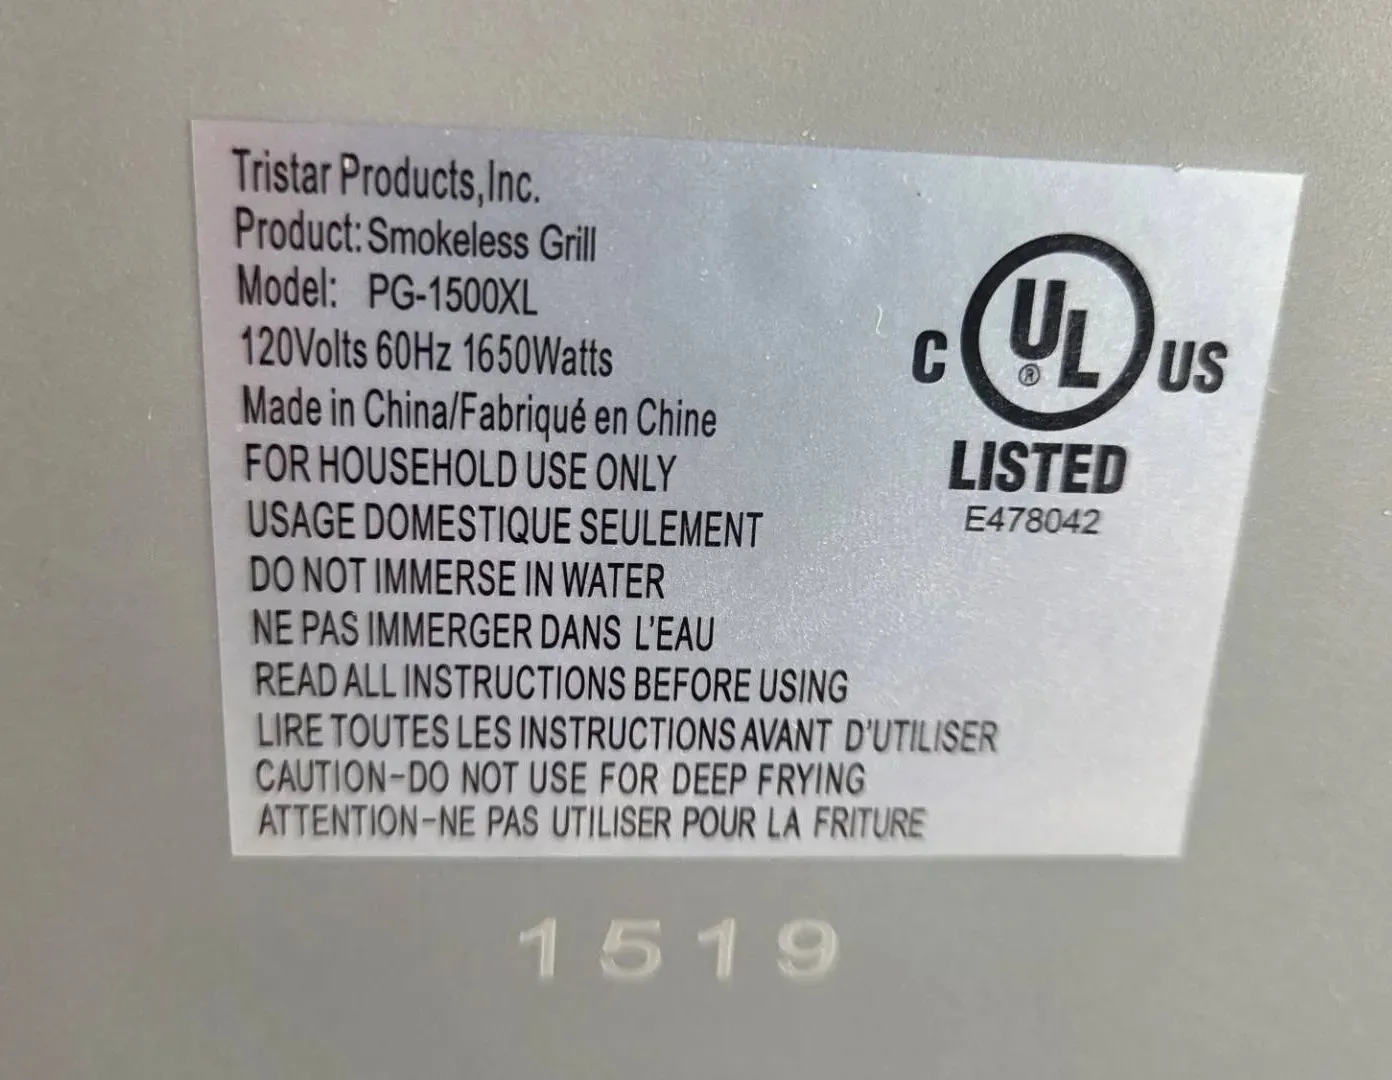 Tristar Products,Inc.
Product: Smokeless Grill
Model: PG-1500XL
120Volts 60Hz 1650Watts
Made in China/Fabriqué en Chine
FOR HOUSEHOLD USE ONLY
USAGE DOMESTIQUE SEULEMENT
DO NOT IMMERSE IN WATER
NE PAS IMMERGER DANS L'EAU
READ ALL INSTRUCTIONS BEFORE USING
LIRE TOUTES LES INSTRUCTIONS AVANT D'UTILISER
CAUTION-DO NOT USE FOR DEEP FRYING
ATTENTION-NE PAS UTILISER POUR LA FRITURE
C UL® US
LISTED
E478042
1519